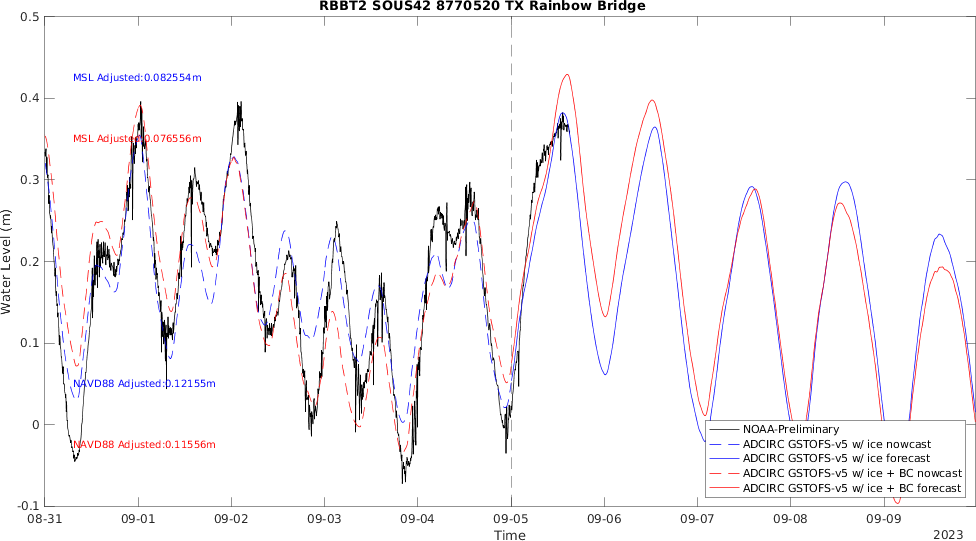 RBBT2 SOUS42 8770520 TX Rainbow Bridge
0.5
MSL Adjusted:0.082554m
0.4
MSL Adjusted:0.076556m
0.3
Water Level (m)
0.2
0.1
NAVD88 Adjusted:0.12155m
0
NAVD88 Adjusted:0.11556m
NOAA-Preliminary
ADCIRC GSTOFS-v5 w/ ice nowcast
ADCIRC GSTOFS-v5 w/ ice forecast
ADCIRC GSTOFS-v5 w/ ice + BC nowcast
ADCIRC GSTOFS-v5 w/ ice + BC forecast
-0.1
08-31 09-01 09-02 09-03 09-04 09-05 09-06 09-07 09-08 09-09
Time
2023